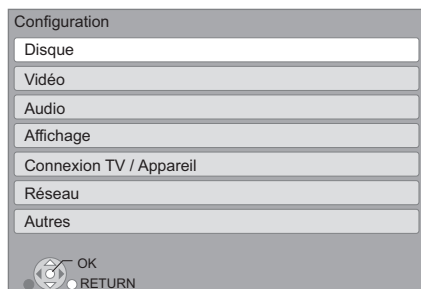 Configuration
Disque
Vidéo
Audio
Affichage
Connexion TV / Appareil
Réseau
Autres
OK
RETURN